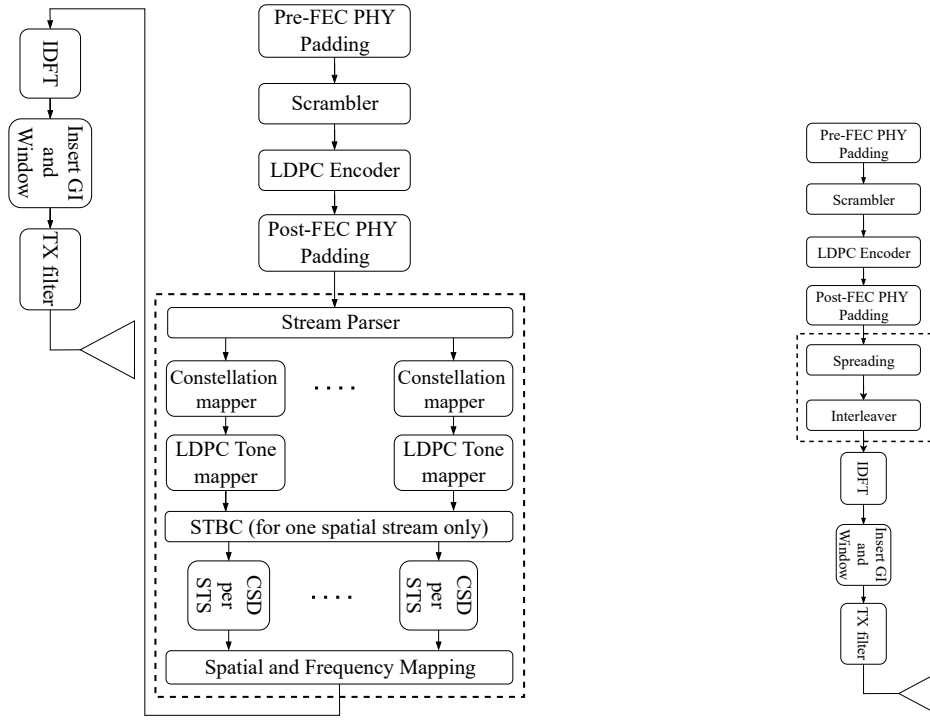 IDFT
Insert GI
and
Window
TX filter
Pre-FEC PHY
Padding
Scrambler
LDPC Encoder
Post-FEC PHY
Padding
Stream Parser
Constellation
mapper
. . . .
Constellation
mapper
LDPC Tone
mapper
LDPC Tone
mapper
STBC (for one spatial stream only)
CSD
per
STS
. . . .
CSD
per
STS
Spatial and Frequency Mapping
Pre-FEC PHY
Padding
Scrambler
LDPC Encoder
Post-FEC PHY
Padding
Spreading
Interleaver
IDFT
Insert GI
and
Window
TX filter